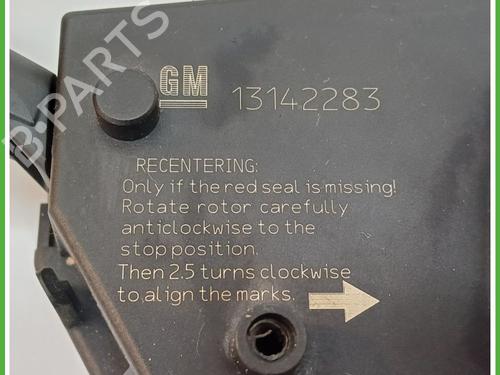 B-PARTS
GM 13142283
RECENTERING:
Only if the red seal is missing!
Rotate rotor carefully
anticlockwise to the
stop position.
Then 2.5 turns clockwise
to align the marks.